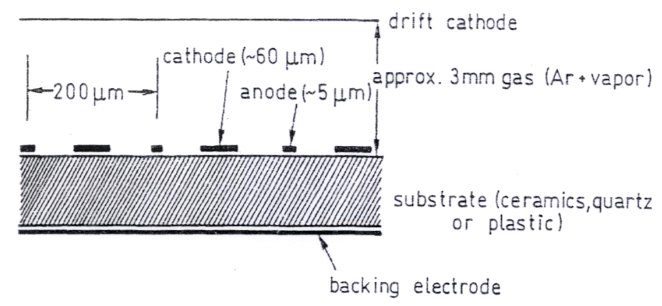 drift cathode
cathode (~60 µm)
approx. 3mm gas (Ar + vapor)
200 µm
anode (~5 µm)
substrate (ceramics, quartz
or plastic)
backing electrode